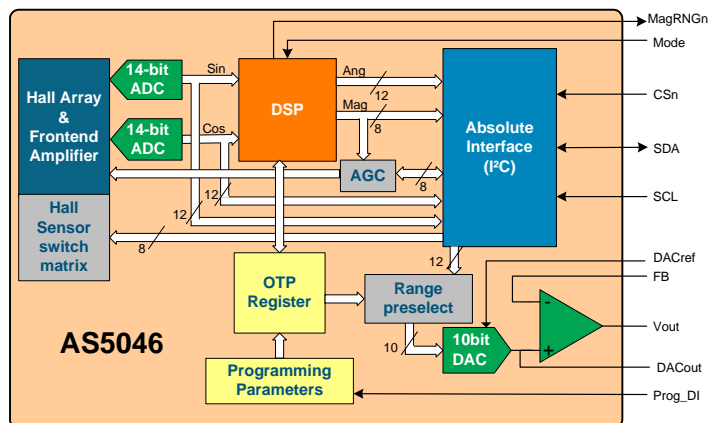 MagRNGn
Mode
14-bit
ADC
Sin
DSP
Ang
12
Mag
8
Hall Array
&
Frontend
Amplifier
14-bit
ADC
Cos
Absolute
Interface
(I²C)
CSn
SDA
SCL
AGC
8
12
12
Hall
Sensor
switch
matrix
8
12
OTP
Register
Range
preselect
DACref
FB
-
+
Vout
10
10bit
DAC
DACout
AS5046
Programming
Parameters
Prog_DI